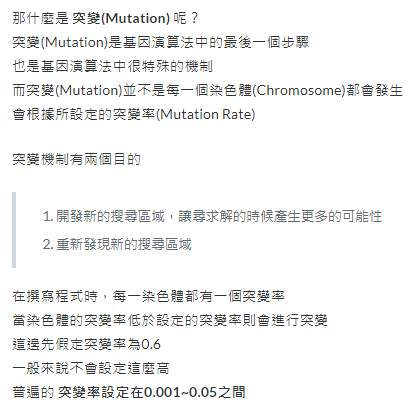 那什麼是 突變(Mutation) 呢？
突變(Mutation)是基因演算法中的最後一個步驟
也是基因演算法中很特殊的機制
而突變(Mutation)並不是每一個染色體(Chromosome)都會發生
會根據所設定的突變率(Mutation Rate)
突變機制有兩個目的
1. 開發新的搜尋區域，讓尋求解的時候產生更多的可能性
2. 重新發現新的搜尋區域
在撰寫程式時，每一染色體都有一個突變率
當染色體的突變率低於設定的突變率則會進行突變
這邊先假定突變率為0.6
一般來說不會設定這麼高
普遍的 突變率設定在0.001~0.05之間